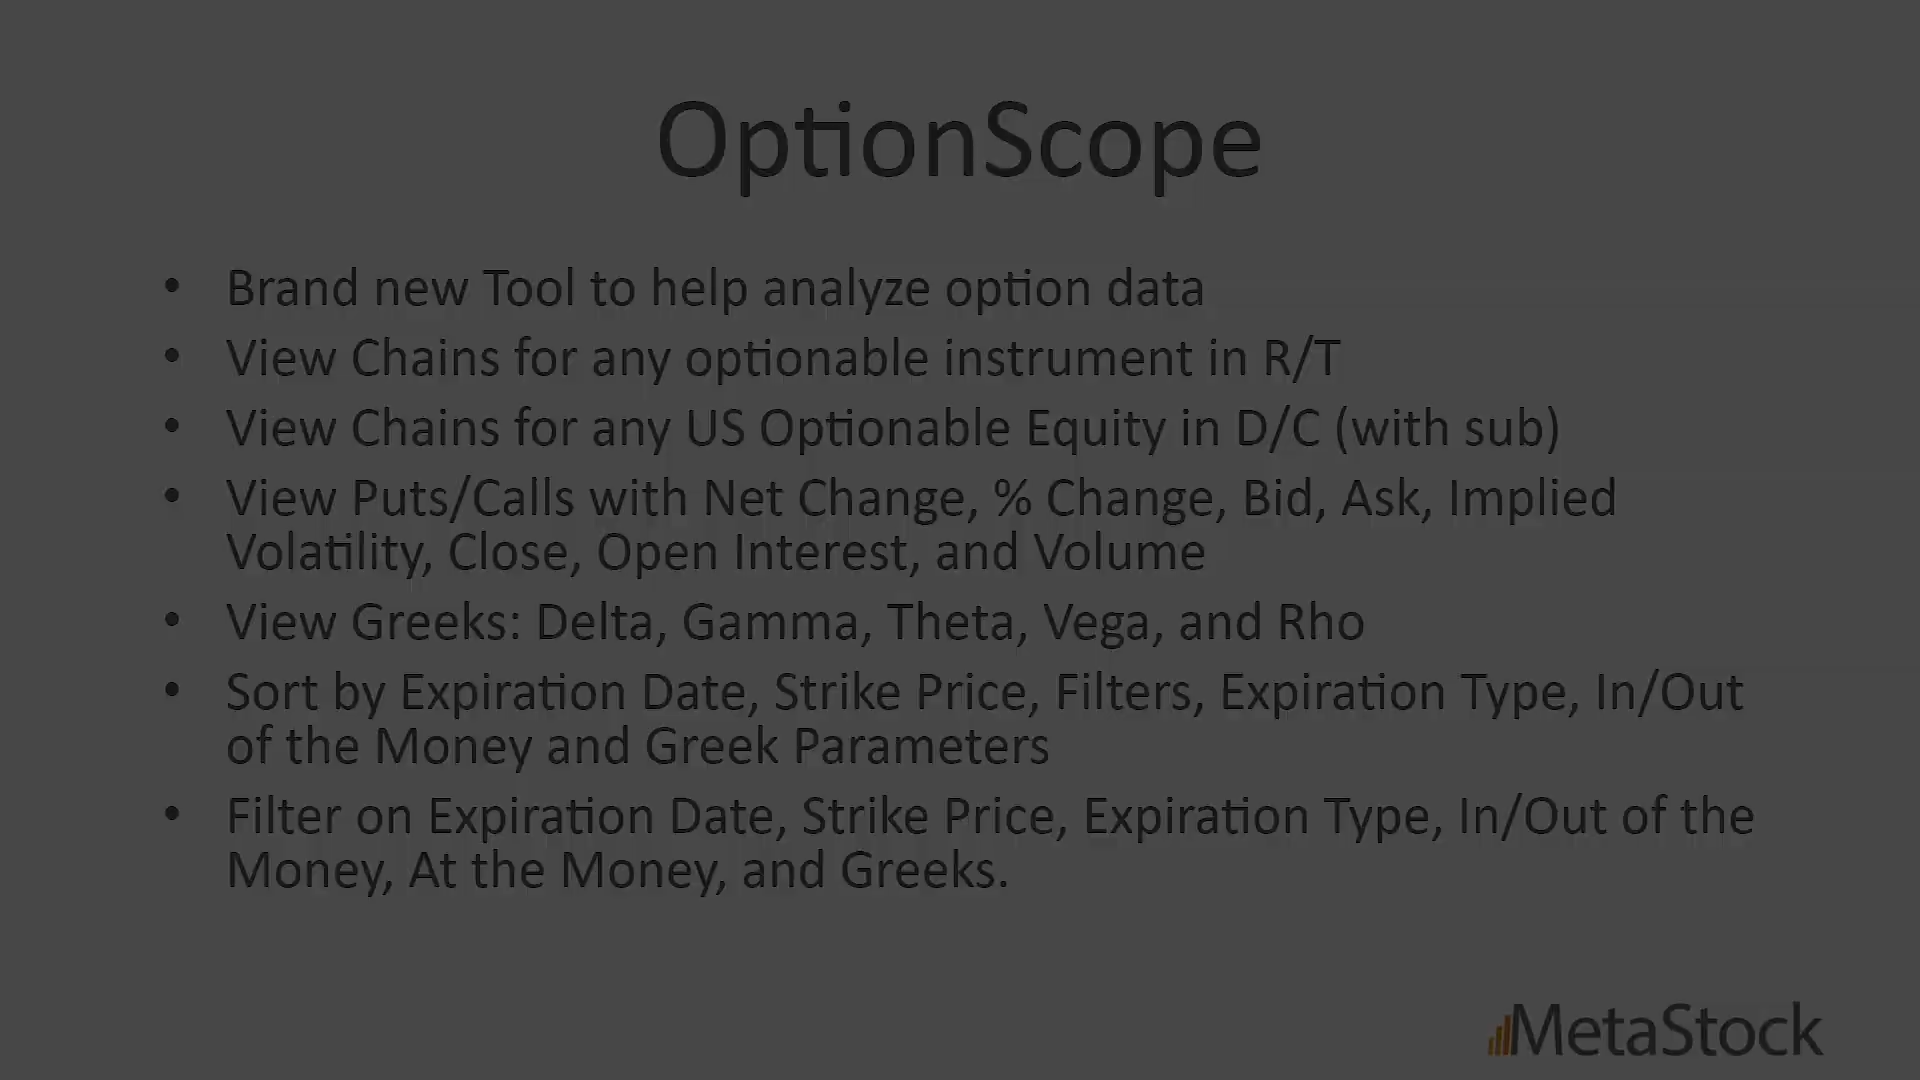 OptionScope
• Brand new Tool to help analyze option data
• View Chains for any optionable instrument in R/T
• View Chains for any US Optionable Equity in D/C (with sub)
• View Puts/Calls with Net Change, % Change, Bid, Ask, Implied
Volatility, Close, Open Interest, and Volume
• View Greeks: Delta, Gamma, Theta, Vega, and Rho
• Sort by Expiration Date, Strike Price, Filters, Expiration Type, In/Out
of the Money and Greek Parameters
• Filter on Expiration Date, Strike Price, Expiration Type, In/Out of the
Money, At the Money, and Greeks.
MetaStock